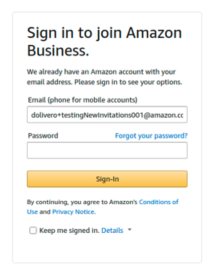 Sign in to join Amazon
Business.
We already have an Amazon account with your
email address. Please sign in to see your options.
Email (phone for mobile accounts)
dolivero+testingNewInvitations001@amazon.cc
Password Forgot your password?
Sign-In
By continuing, you agree to Amazon's Conditions of
Use and Privacy Notice.
Keep me signed in. Details